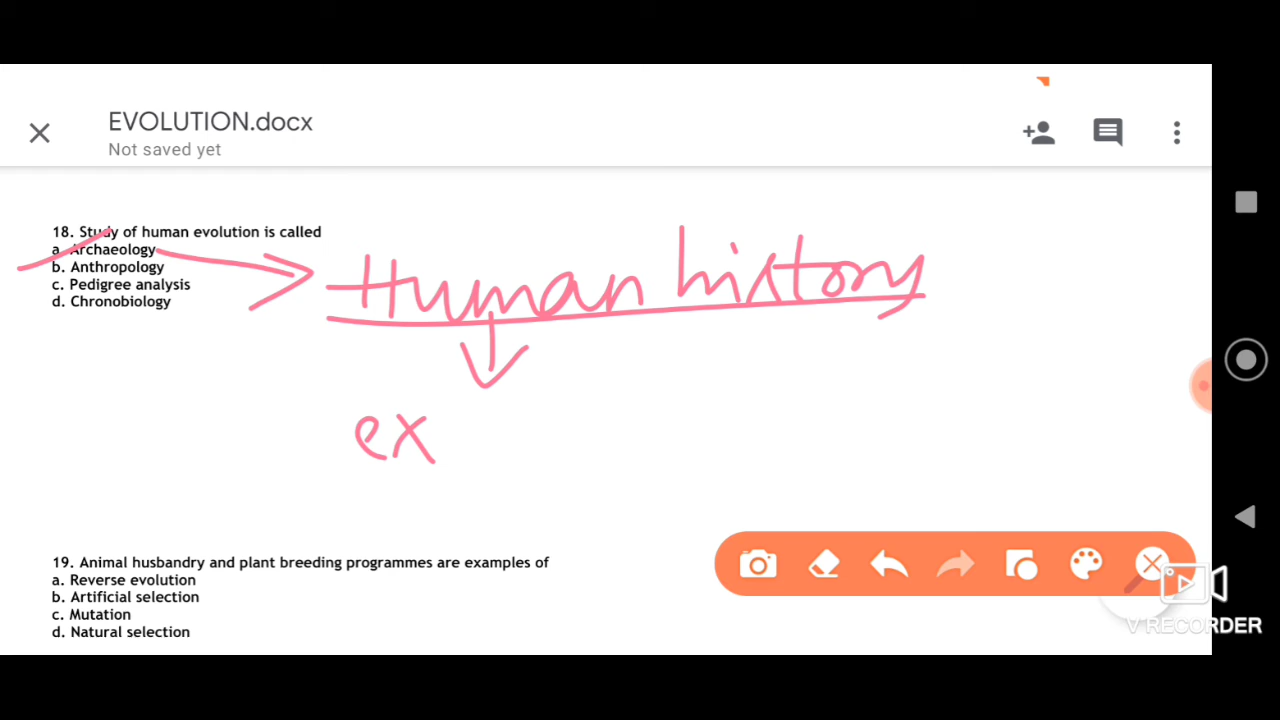 EVOLUTION.docx
Not saved yet
18. Study of human evolution is called
a. Archaeology
b. Anthropology
c. Pedigree analysis
d. Chronobiology
Human history
ex
19. Animal husbandry and plant breeding programmes are examples of
a. Reverse evolution
b. Artificial selection
c. Mutation
d. Natural selection
V RECORDER